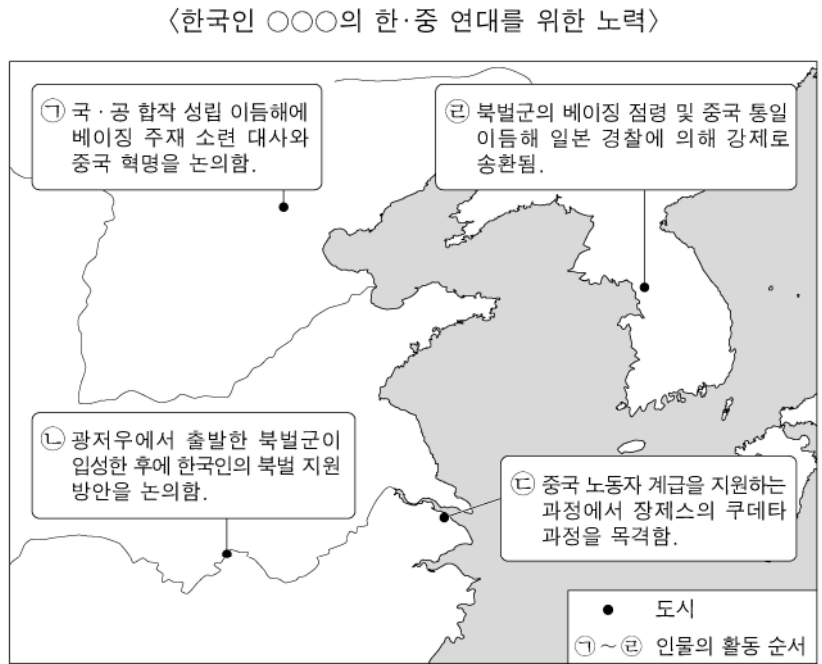 〈한국인 ○○○의 한·중 연대를 위한 노력〉
㉠ 국·공 합작 성립 이듬해에
베이징 주재 소련 대사와
중국 혁명을 논의함.
㉣ 북벌군의 베이징 점령 및 중국 통일
이듬해 일본 경찰에 의해 강제로
송환됨.
㉡ 광저우에서 출발한 북벌군이
입성한 후에 한국인의 북벌 지원
방안을 논의함.
㉢ 중국 노동자 계급을 지원하는
과정에서 장제스의 쿠데타
과정을 목격함.
● 도시
㉠～㉣ 인물의 활동 순서